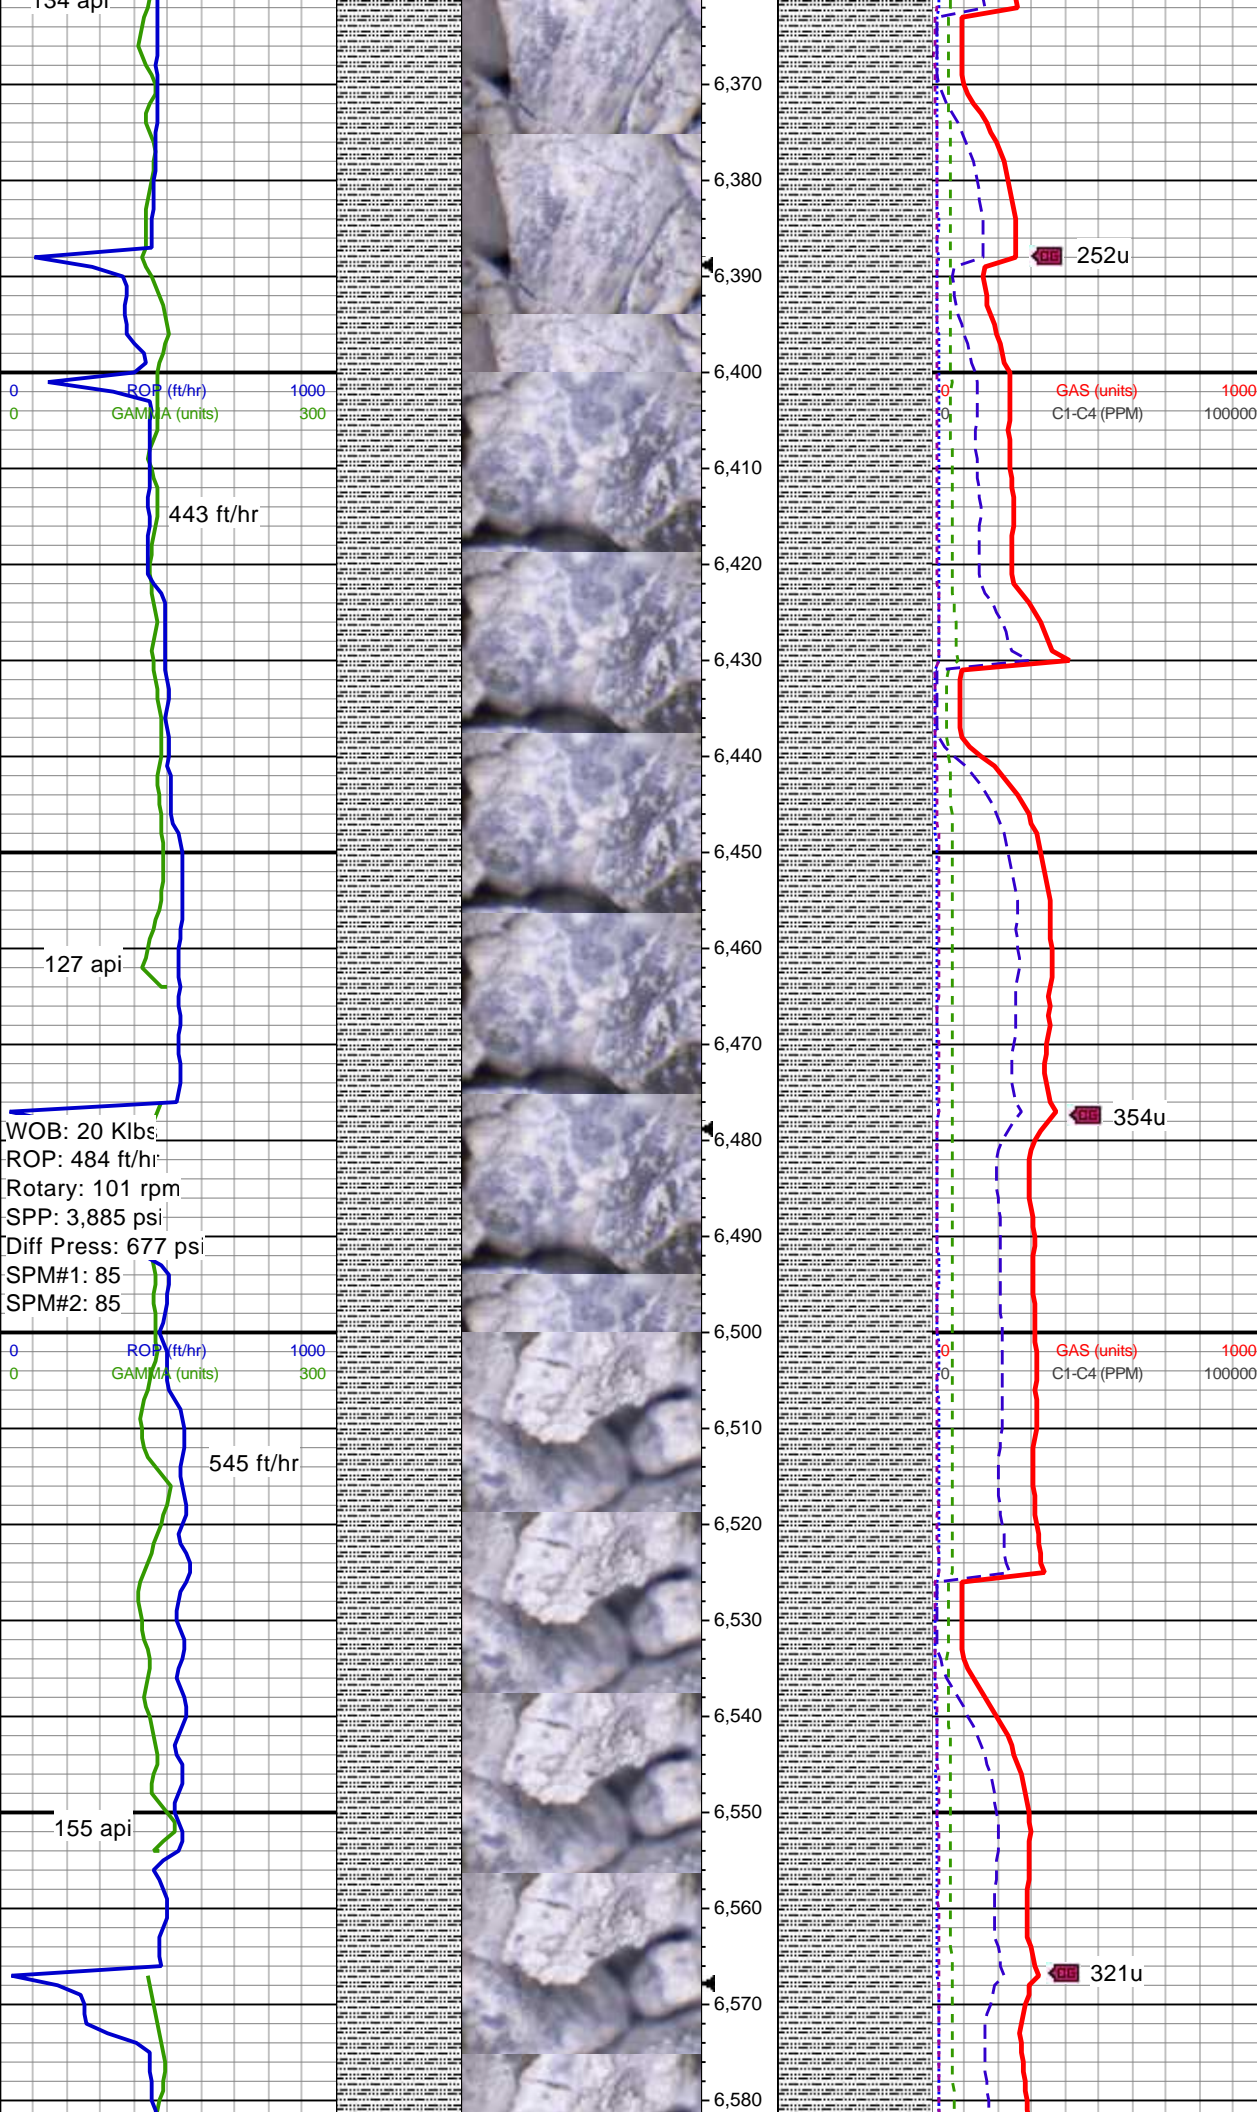 134 api
6,370
6,380
252u
6,390
6,400
0 ROP (ft/hr) 1000
0 GAMMA (units) 300
0 GAS (units) 1000
0 C1-C4 (PPM) 100000
6,410
443 ft/hr
6,420
6,430
6,440
6,450
6,460
127 api
6,470
354u
WOB: 20 Klbs
6,480
ROP: 484 ft/hr
Rotary: 101 rpm
SPP: 3,885 psi
6,490
Diff Press: 677 psi
SPM#1: 85
SPM#2: 85
6,500
0 ROP (ft/hr) 1000
0 GAMMA (units) 300
0 GAS (units) 1000
0 C1-C4 (PPM) 100000
6,510
545 ft/hr
6,520
6,530
6,540
6,550
155 api
6,560
321u
6,570
6,580